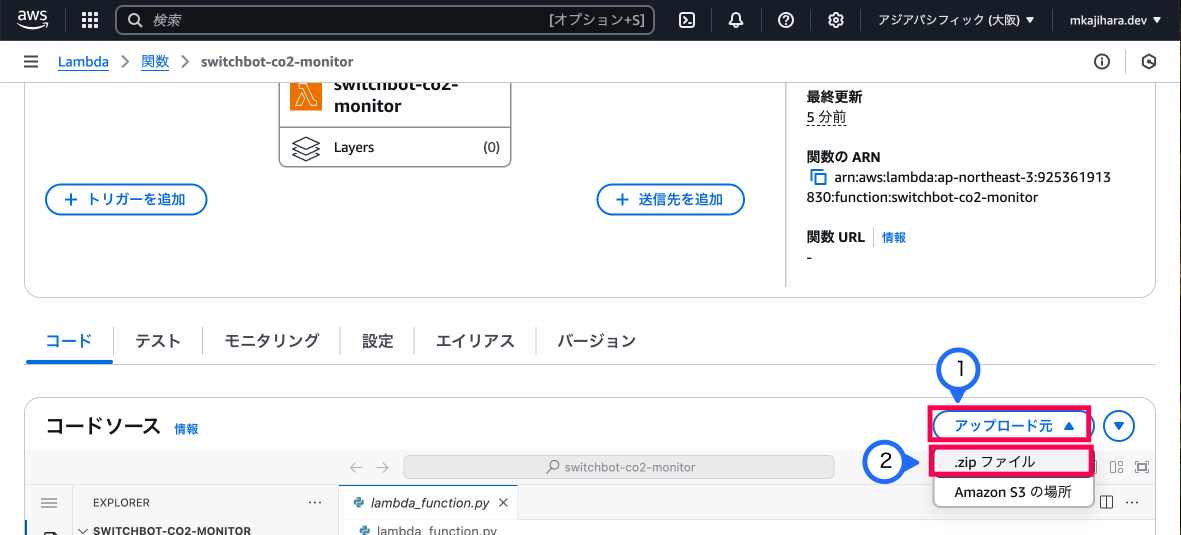 aws
検索
[オプション+S]
アジアパシフィック (大阪) ▼
mkajihara.dev ▼
Lambda > 関数 > switchbot-co2-monitor
switchbot-co2-
monitor
Layers
(0)
+ トリガーを追加
+ 送信先を追加
最終更新
5 分前
関数の ARN
arn:aws:lambda:ap-northeast-3:925361913
830:function:switchbot-co2-monitor
関数 URL
情報
-
コード
テスト
モニタリング
設定
エイリアス
バージョン
1
コードソース 情報
アップロード元 ▲
2
.zip ファイル
Amazon S3 の場所
switchbot-co2-monitor
EXPLORER
lambda_function.py
SWITCHBOT-CO2-MONITOR
lambda_function.py